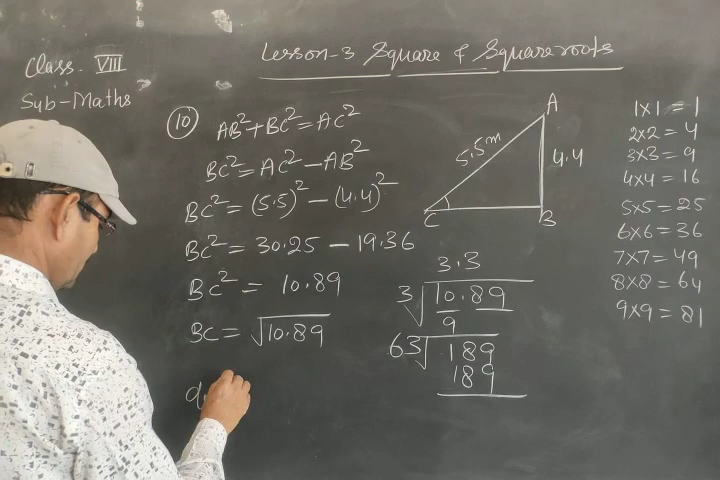 Lesson-3 Square & Square roots
Class. VIII
Sub-Maths
(10) AB² + BC² = AC²
BC² = AC² - AB²
BC² = (5.5)² - (4.4)²
BC² = 30.25 - 19.36
BC² = 10.89
BC = √10.89
A
5.5m
4.4
C
B
3.3
3√10.89
9
63√189
189
1x1 = 1
2x2 = 4
3x3 = 9
4x4 = 16
5x5 = 25
6x6 = 36
7x7 = 49
8x8 = 64
9x9 = 81